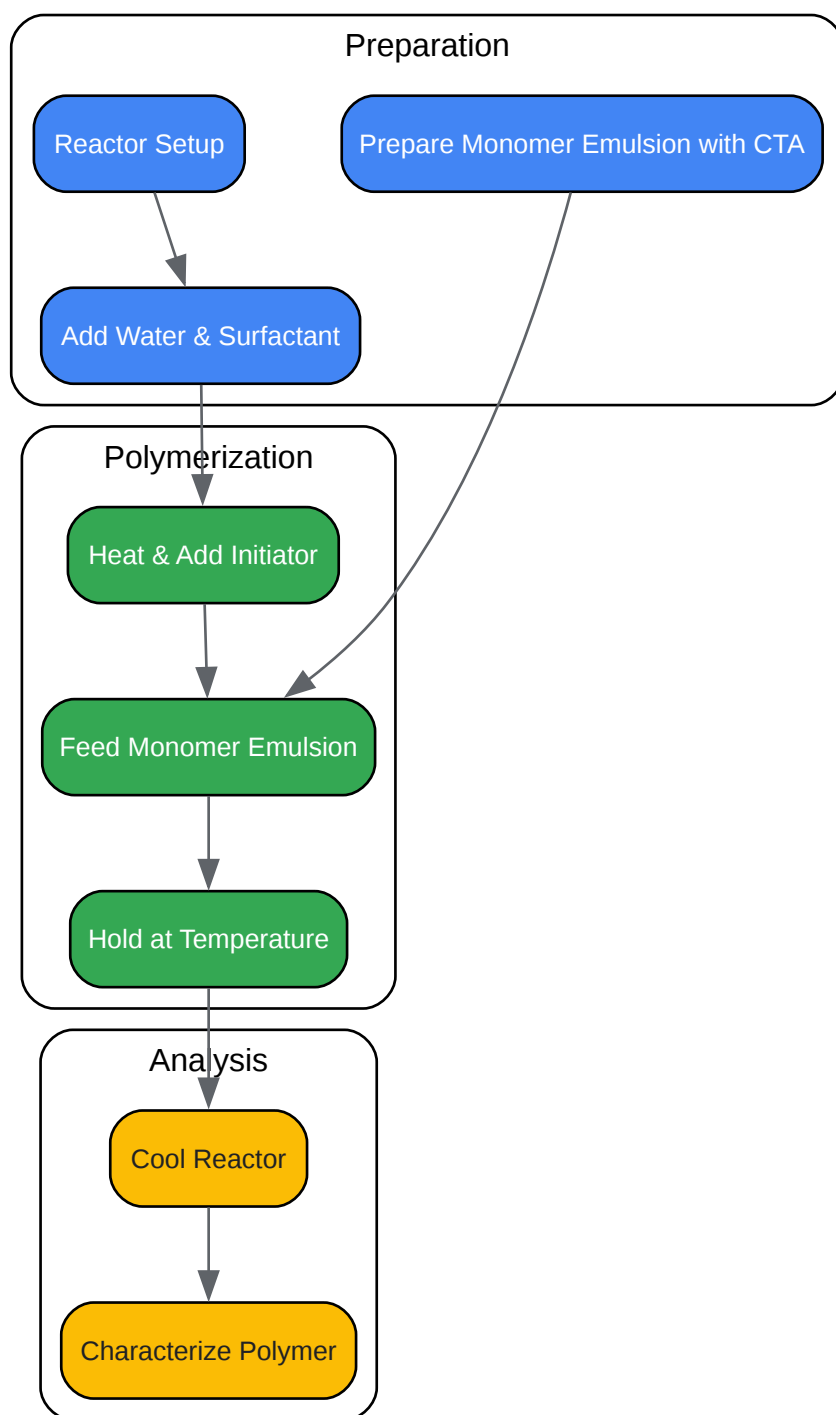 Preparation
Reactor Setup
Prepare Monomer Emulsion with CTA
Add Water & Surfactant
Polymerization
Heat & Add Initiator
Feed Monomer Emulsion
Hold at Temperature
Analysis
Cool Reactor
Characterize Polymer